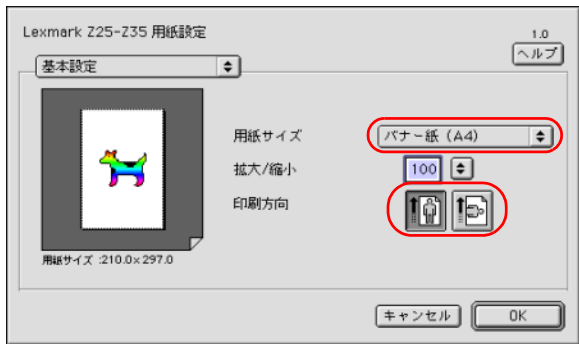 Lexmark Z25-Z35 用紙設定
1.0
ヘルプ
基本設定
用紙サイズ
バナー紙（A4）
拡大/縮小
100
印刷方向
用紙サイズ :210.0×297.0
キャンセル
OK